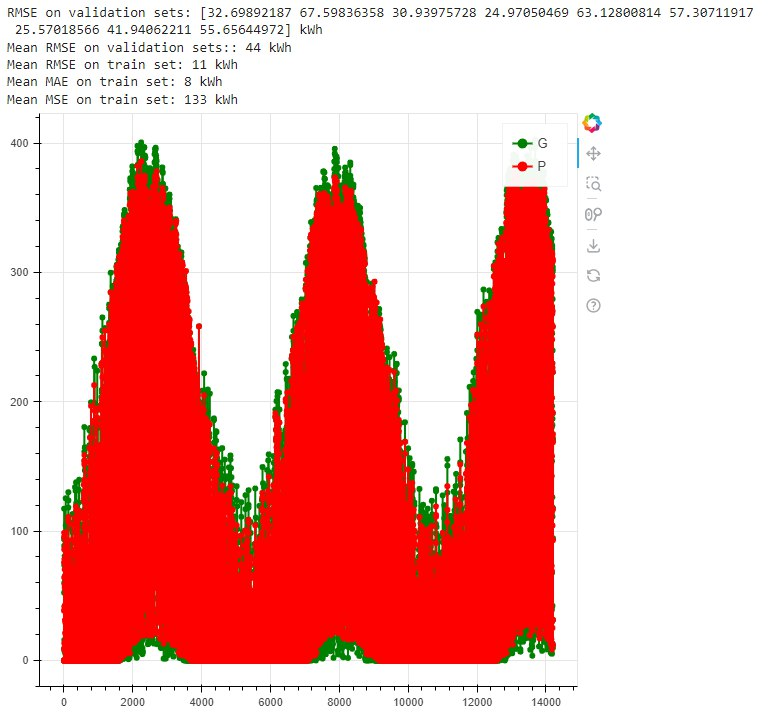 RMSE on validation sets: [32.69892187 67.59836358 30.93975728 24.97050469 63.12800814 57.30711917
25.57018566 41.94062211 55.65644972] kWh
Mean RMSE on validation sets:: 44 kWh
Mean RMSE on train set: 11 kWh
Mean MAE on train set: 8 kWh
Mean MSE on train set: 133 kWh
G
P
400
300
200
100
0
0 2000 4000 6000 8000 10000 12000 14000